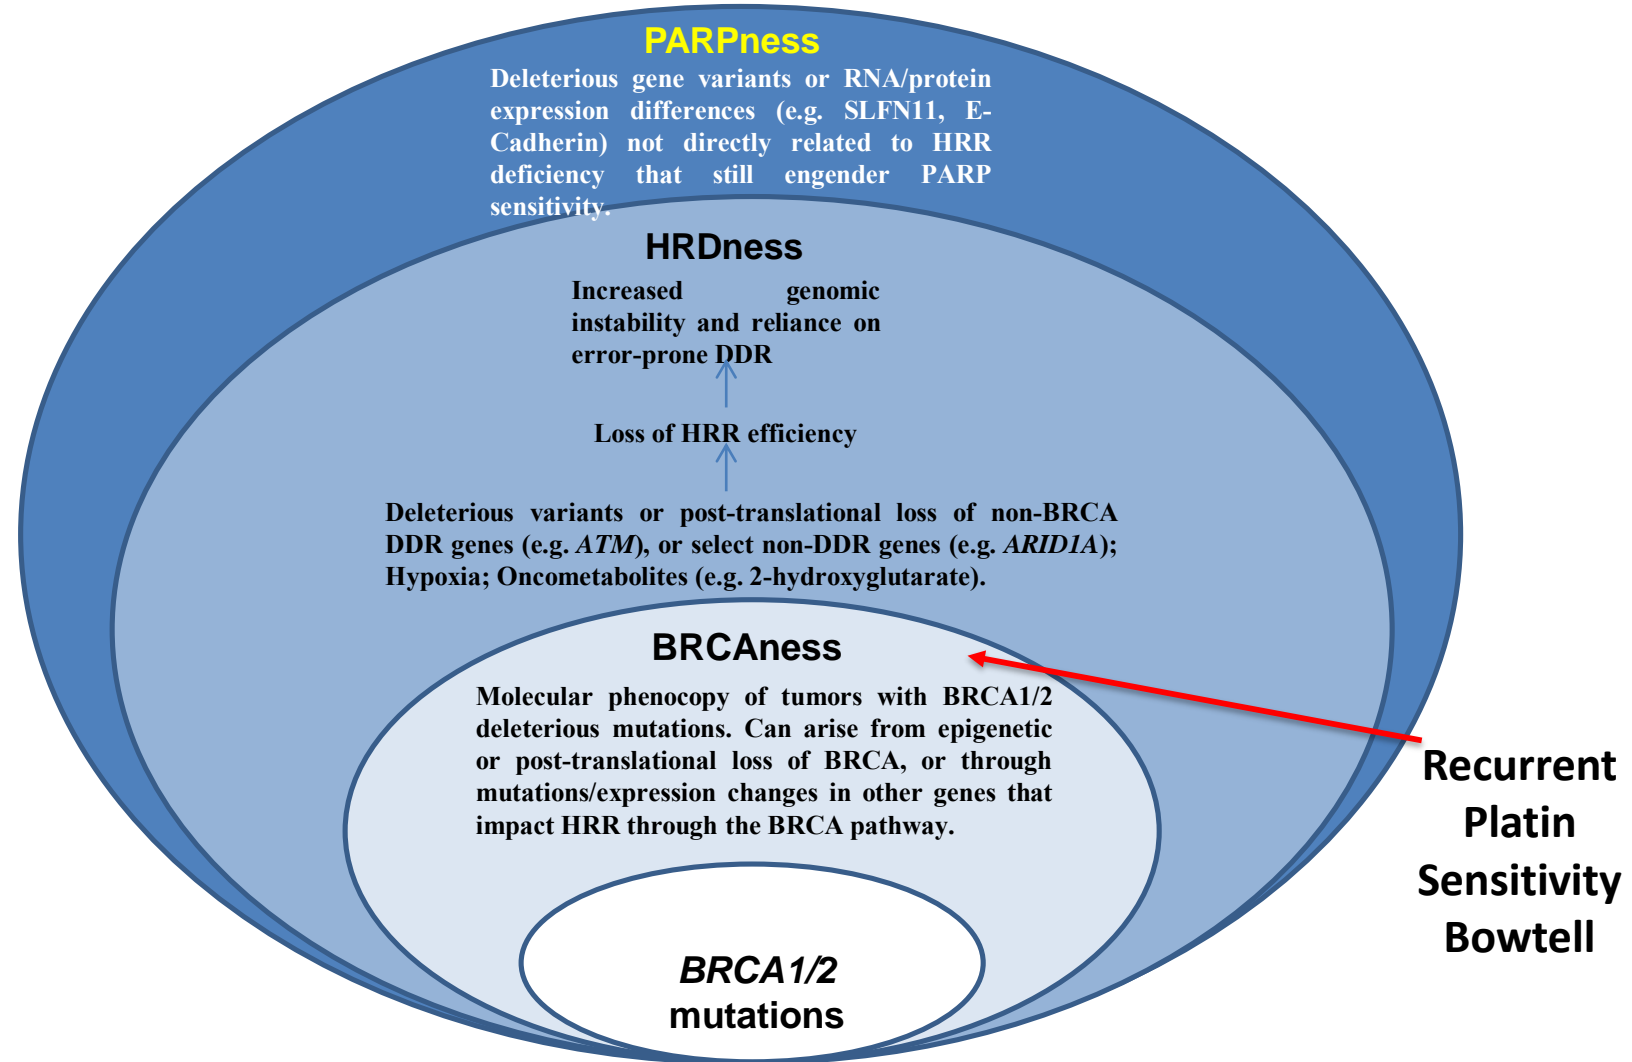 PARPness
Deleterious gene variants or RNA/protein
expression differences (e.g. SLFN11, E-
Cadherin) not directly related to HRR
deficiency that still engender PARP
sensitivity.
HRDness
Increased genomic
instability and reliance on
error-prone DDR
Loss of HRR efficiency
Deleterious variants or post-translational loss of non-BRCA
DDR genes (e.g. ATM), or select non-DDR genes (e.g. ARID1A);
Hypoxia; Oncometabolites (e.g. 2-hydroxyglutarate).
BRCAness
Molecular phenocopy of tumors with BRCA1/2
deleterious mutations. Can arise from epigenetic
or post-translational loss of BRCA, or through
mutations/expression changes in other genes that
impact HRR through the BRCA pathway.
BRCA1/2
mutations
Recurrent
Platin
Sensitivity
Bowtell